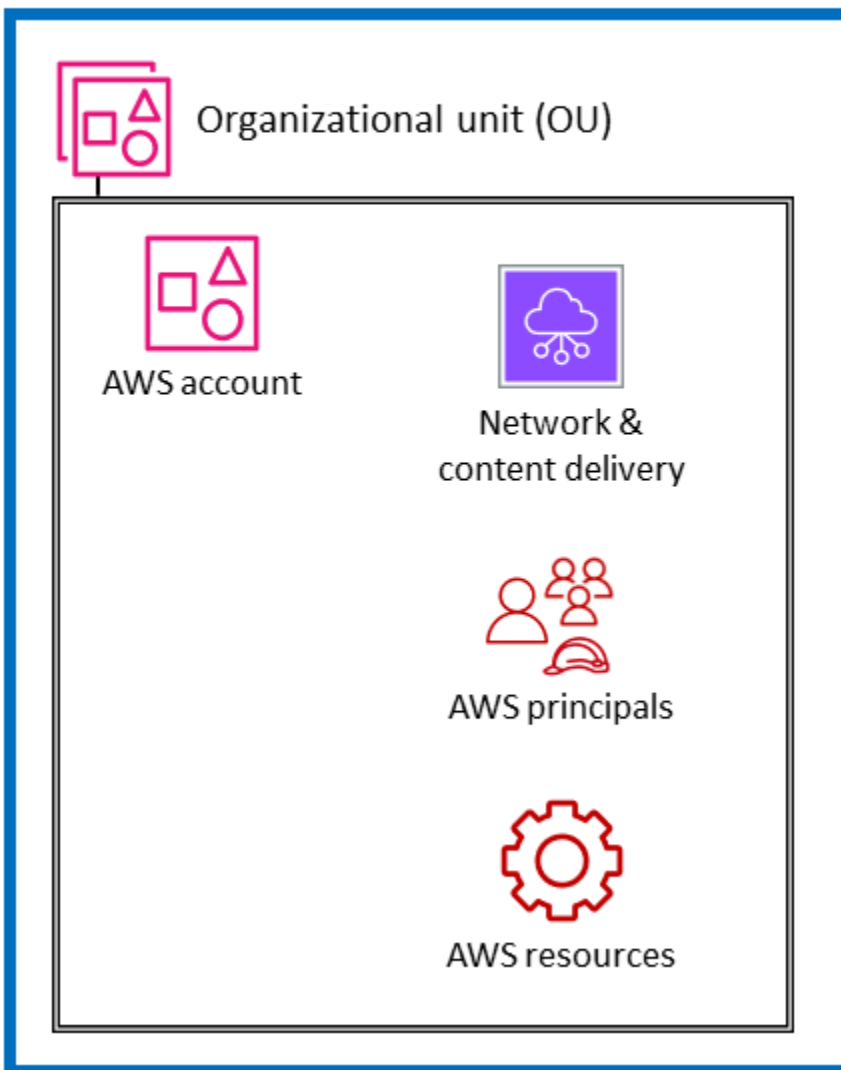 Organizational unit (OU)
AWS account
Network &
content delivery
AWS principals
AWS resources